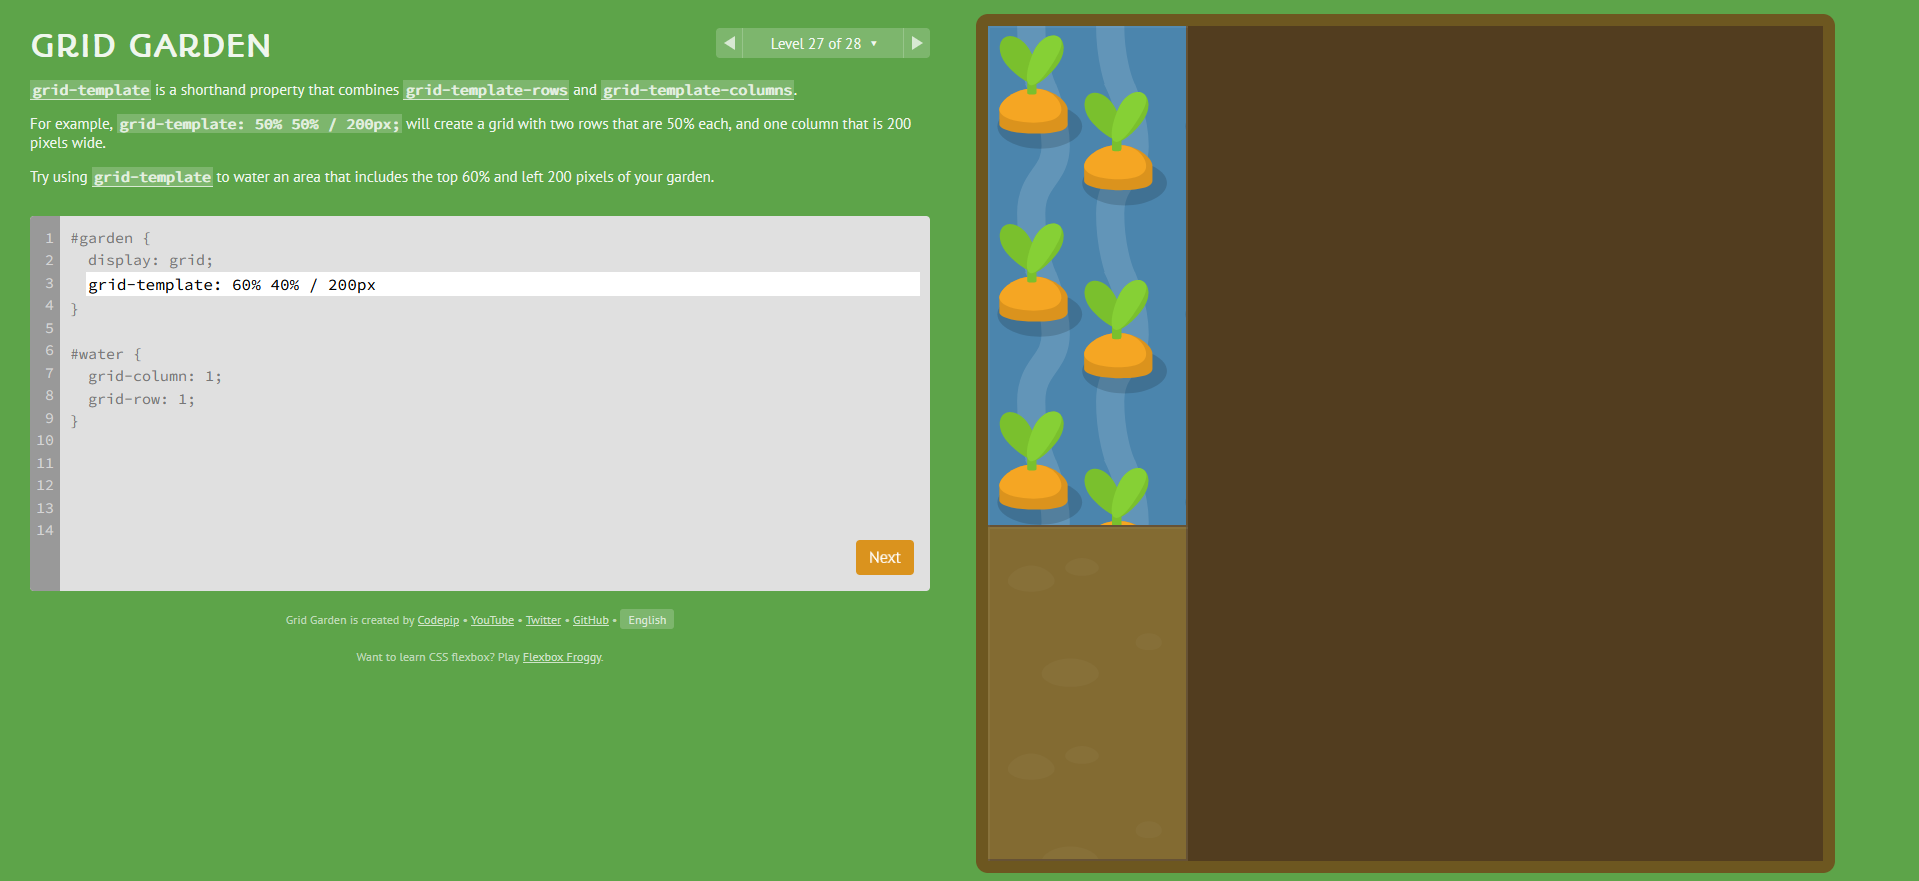 GRID GARDEN
◀ Level 27 of 28 ▼ ▶
grid-template is a shorthand property that combines grid-template-rows and grid-template-columns.
For example, grid-template: 50% 50% / 200px; will create a grid with two rows that are 50% each, and one column that is 200
pixels wide.
Try using grid-template to water an area that includes the top 60% and left 200 pixels of your garden.
1 #garden {
2 display: grid;
3 grid-template: 60% 40% / 200px
4 }
5
6 #water {
7 grid-column: 1;
8 grid-row: 1;
9 }
10
11
12
13
14
Next
Grid Garden is created by Codepip • YouTube • Twitter • GitHub • English
Want to learn CSS flexbox? Play Flexbox Froggy.